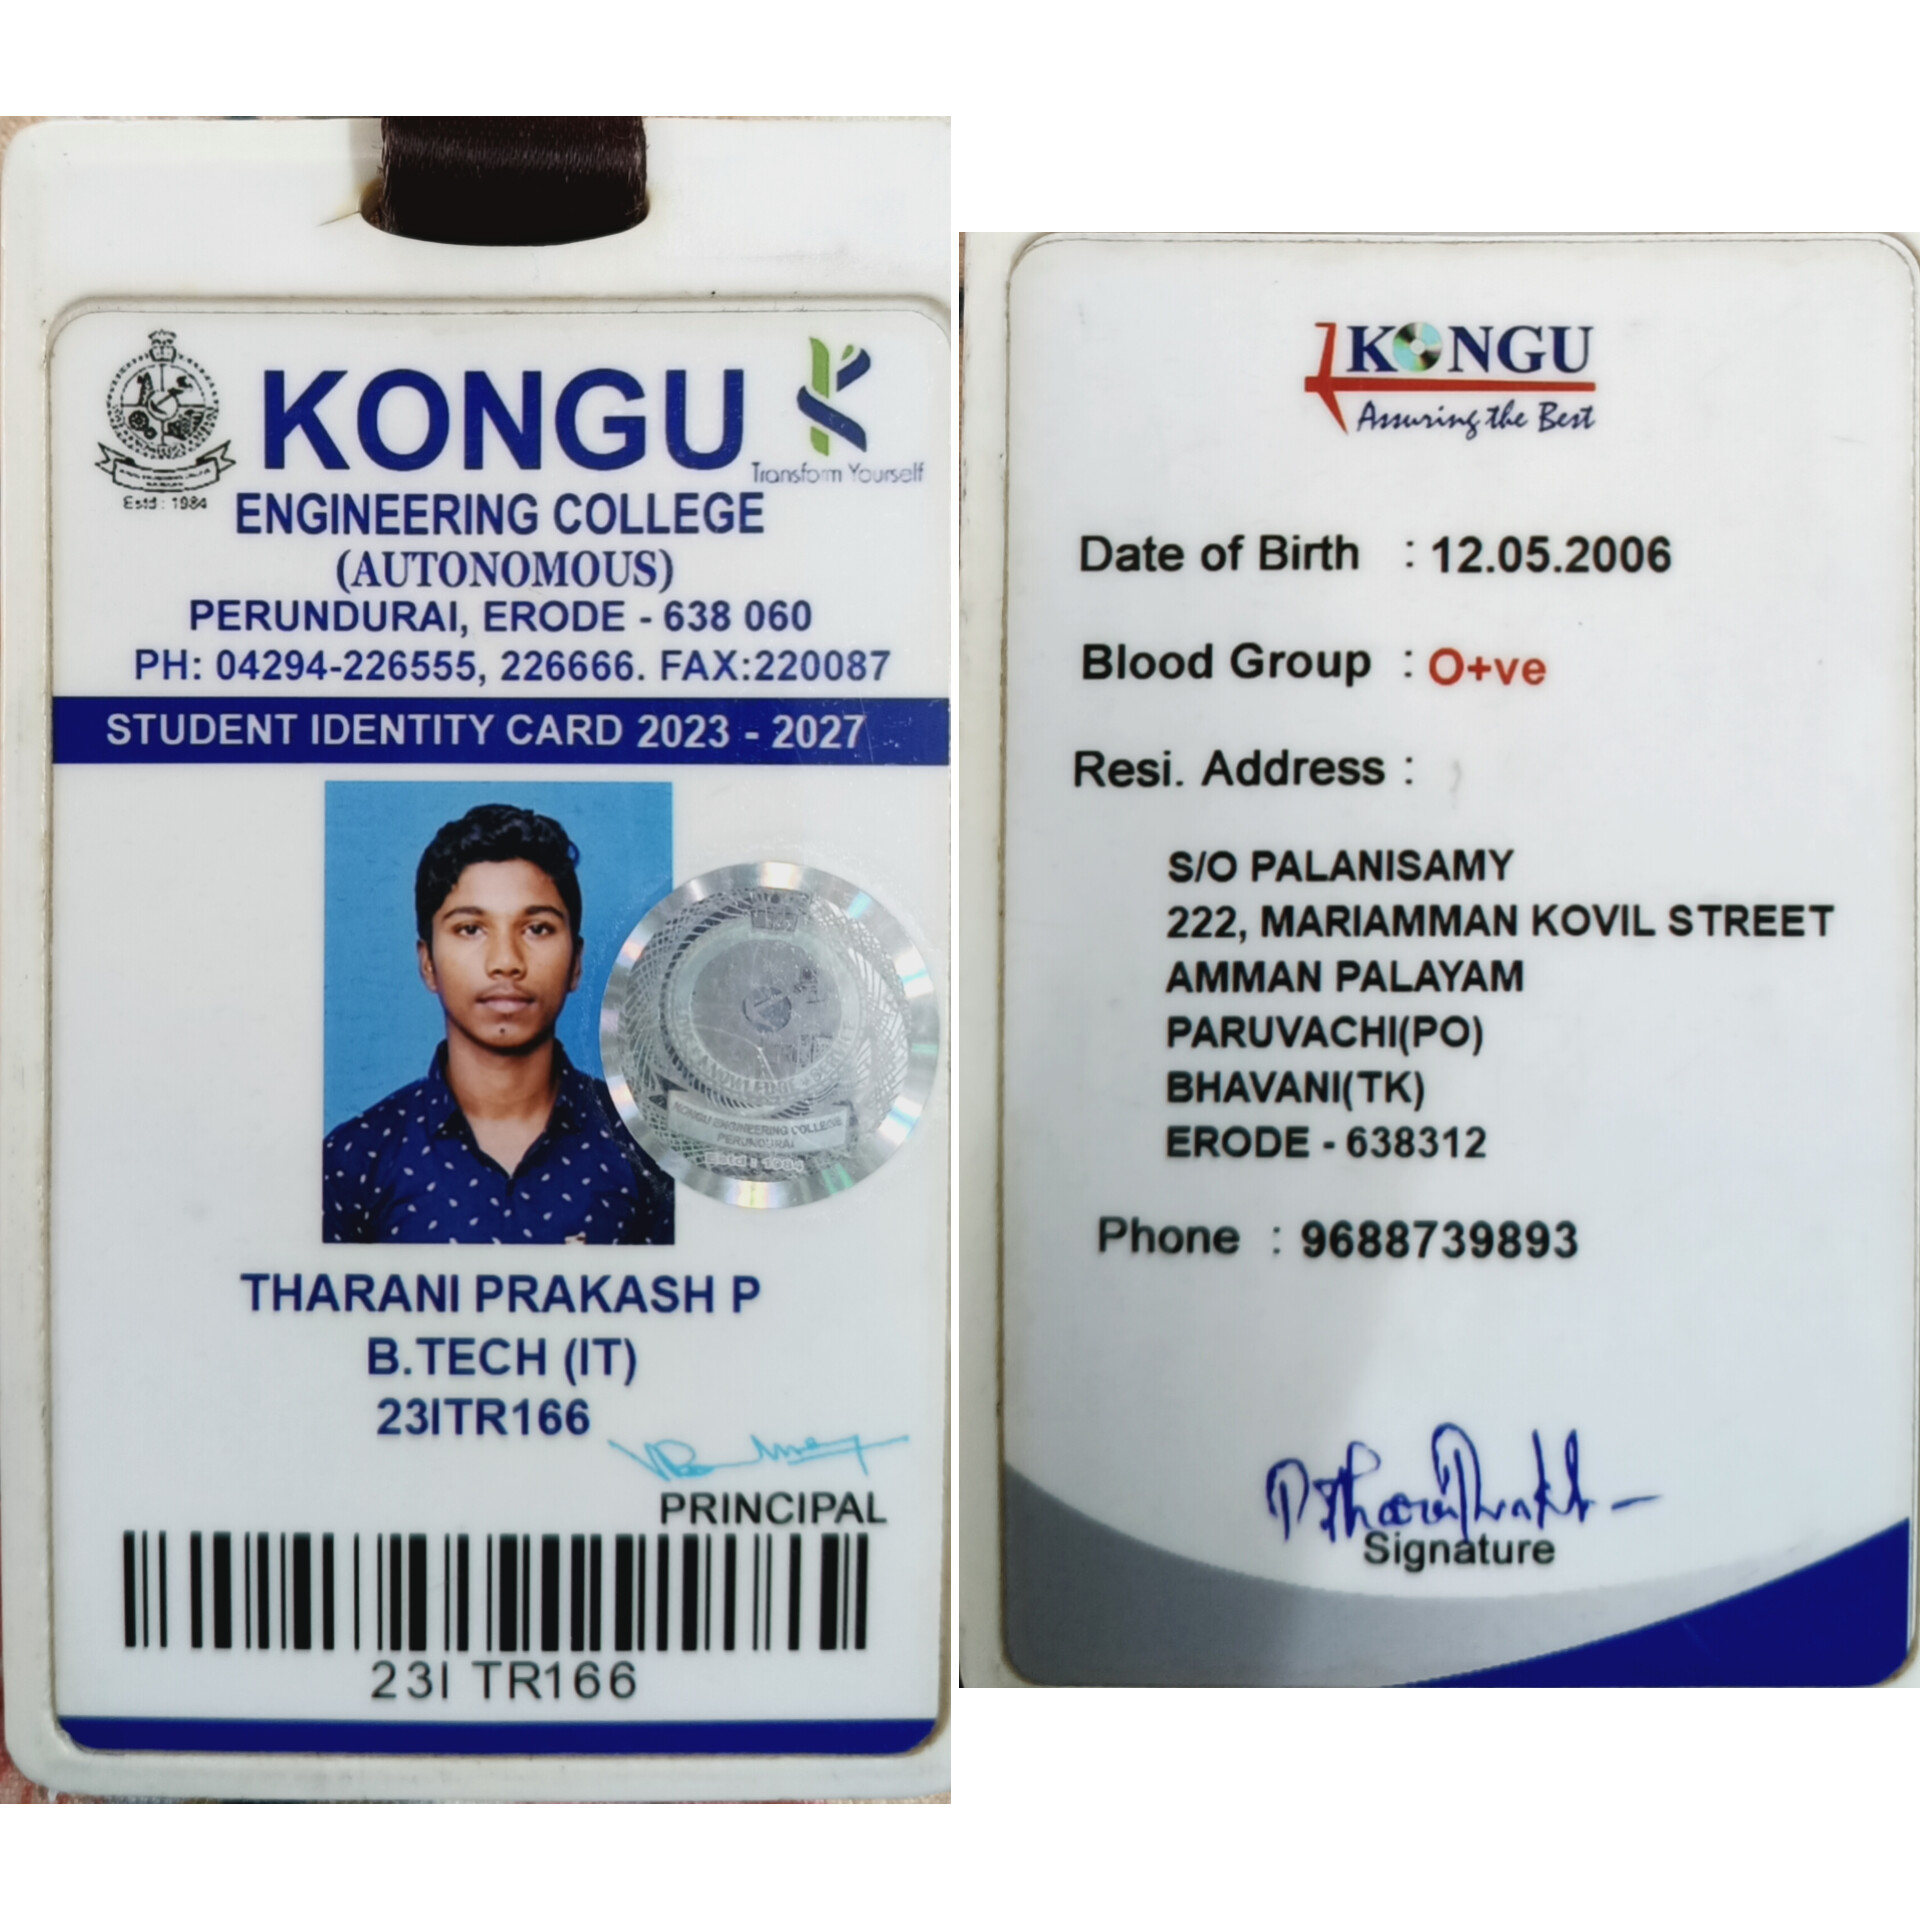 KONGU
Transform Yourself
Estd : 1984
ENGINEERING COLLEGE
(AUTONOMOUS)
PERUNDURAI, ERODE - 638 060
PH: 04294-226555, 226666. FAX:220087
STUDENT IDENTITY CARD 2023 - 2027
KONGU ENGINEERING COLLEGE
PERUNDURAI
Estd : 1984
THARANI PRAKASH P
B.TECH (IT)
23ITR166
PRINCIPAL
23I TR166
KONGU
Assuring the Best
Date of Birth : 12.05.2006
Blood Group : O+ve
Resi. Address :
S/O PALANISAMY
222, MARIAMMAN KOVIL STREET
AMMAN PALAYAM
PARUVACHI(PO)
BHAVANI(TK)
ERODE - 638312
Phone : 9688739893
Signature